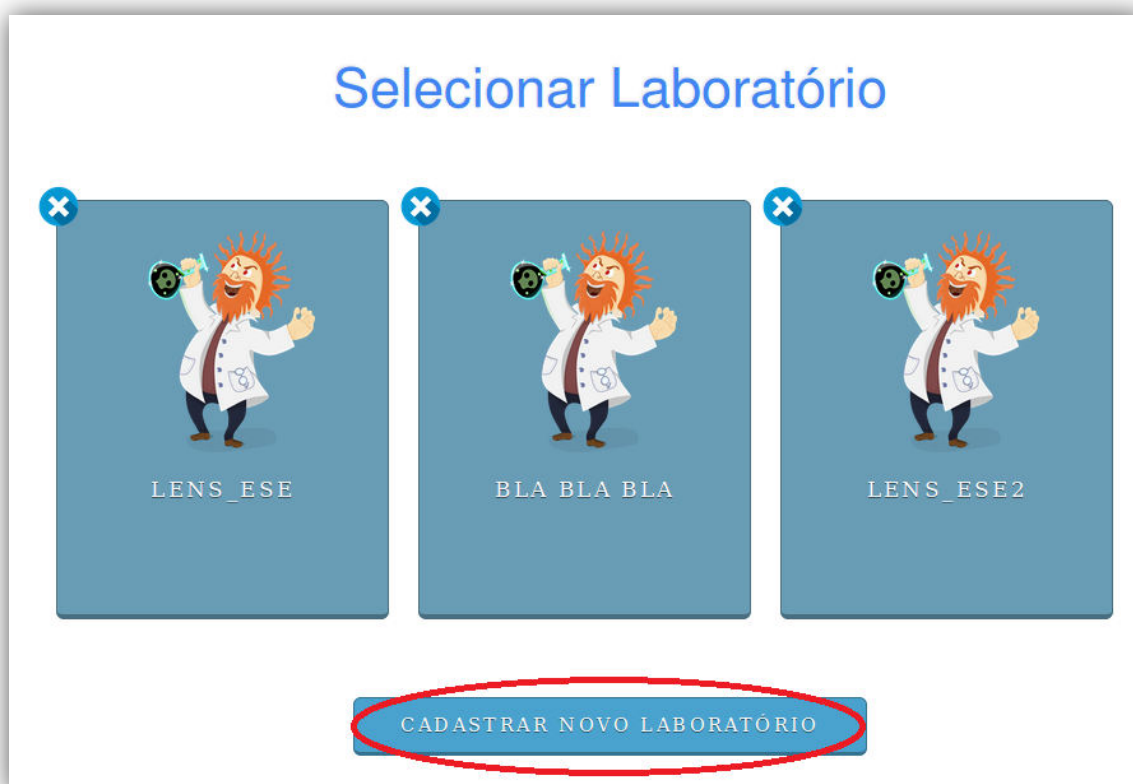 Selecionar Laboratório
LENS_ESE
BLA BLA BLA
LENS_ESE2
CADASTRAR NOVO LABORATÓRIO